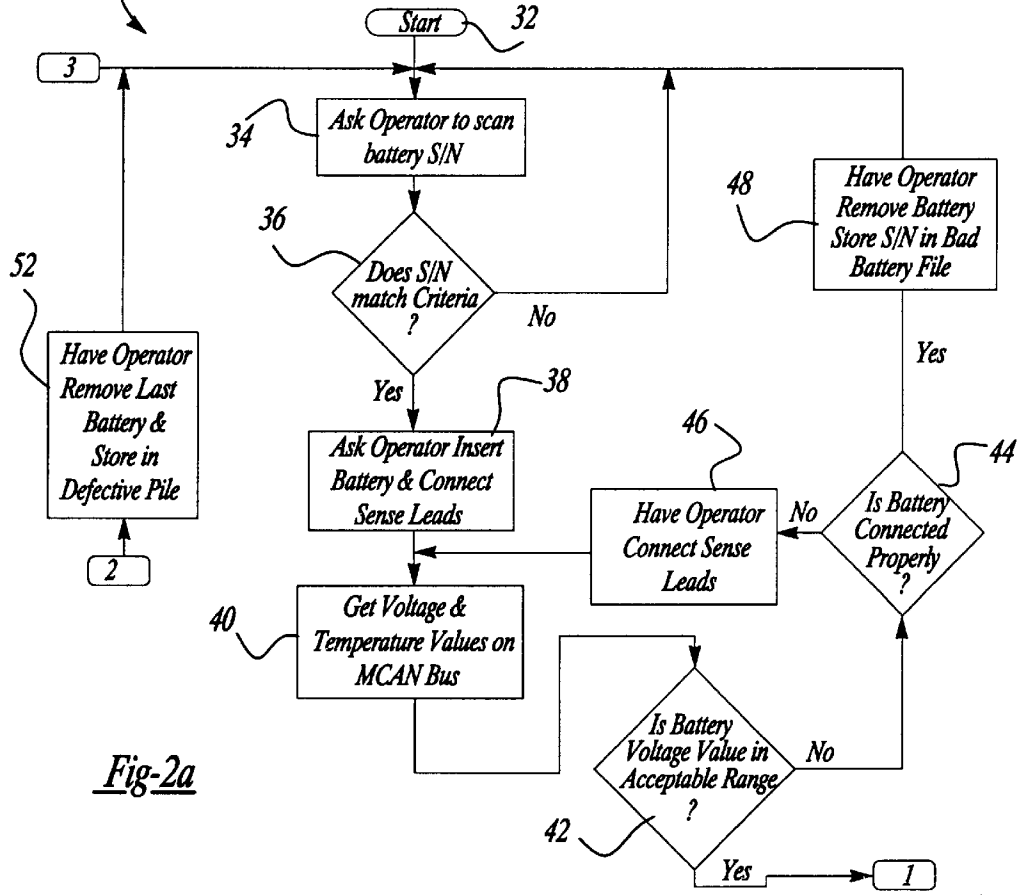 Start
32
3
34
Ask Operator to scan
battery S/N
36
Does S/N
match Criteria
?
No
Yes
48
Have Operator
Remove Battery
Store S/N in Bad
Battery File
Yes
52
Have Operator
Remove Last
Battery &
Store in
Defective Pile
2
38
Ask Operator Insert
Battery & Connect
Sense Leads
46
Have Operator
Connect Sense
Leads
No
44
Is Battery
Connected
Properly
?
40
Get Voltage &
Temperature Values on
MCAN Bus
Is Battery
Voltage Value in
Acceptable Range
?
No
42
Yes
1
Fig-2a